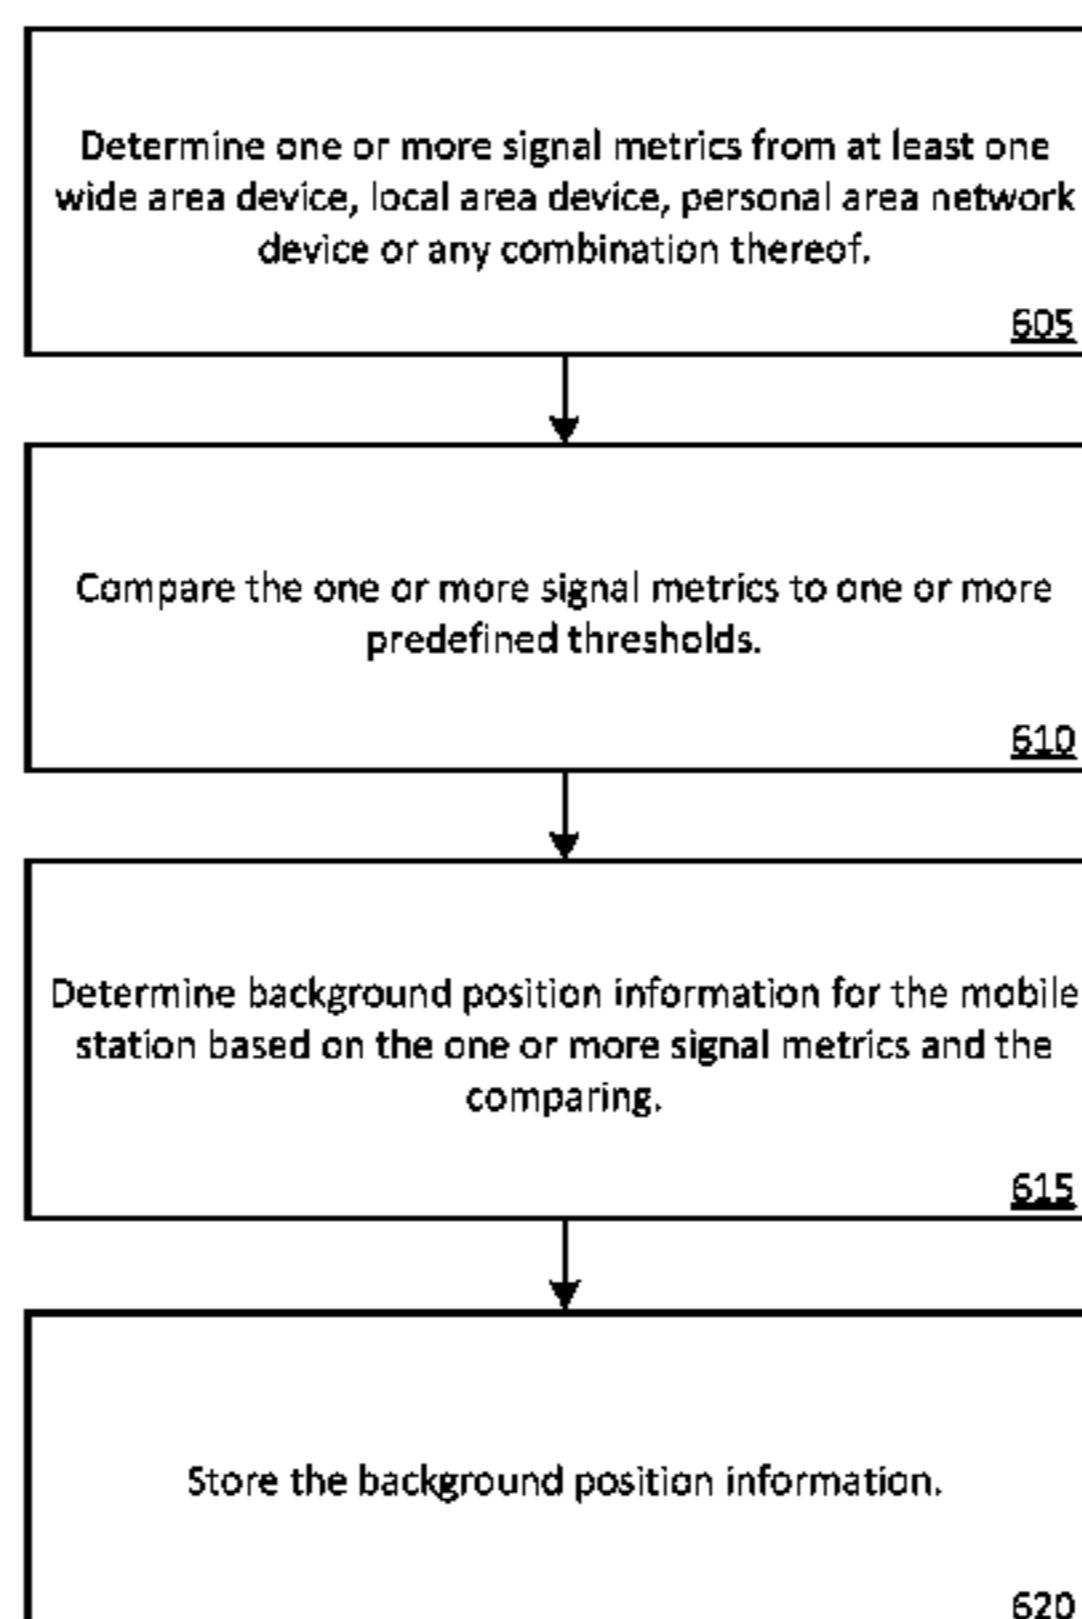 Determine one or more signal metrics from at least one
wide area device, local area device, personal area network
device or any combination thereof.
605
Compare the one or more signal metrics to one or more
predefined thresholds.
610
Determine background position information for the mobile
station based on the one or more signal metrics and the
comparing.
615
Store the background position information.
620